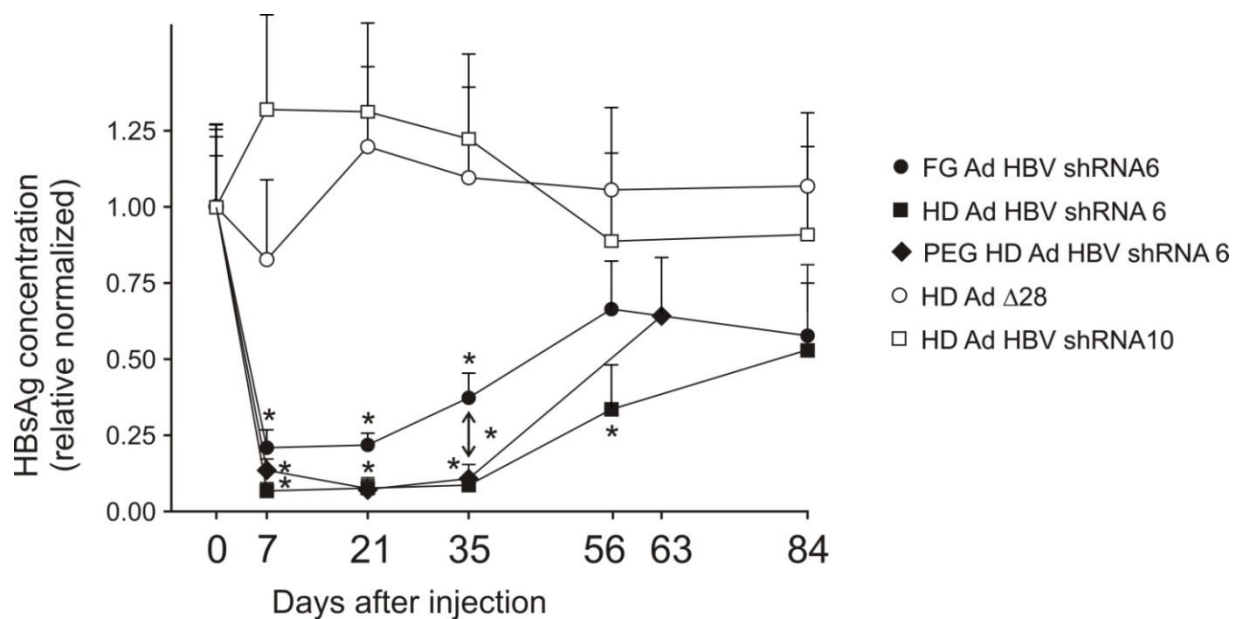 HBsAg concentration
(relative normalized)
1.25
1.00
0.75
0.50
0.25
0.00
*
*
*
*
*
*
*
*
*
0 7 21 35 56 63 84
Days after injection
FG Ad HBV shRNA6
HD Ad HBV shRNA 6
PEG HD Ad HBV shRNA 6
HD Ad Δ28
HD Ad HBV shRNA10